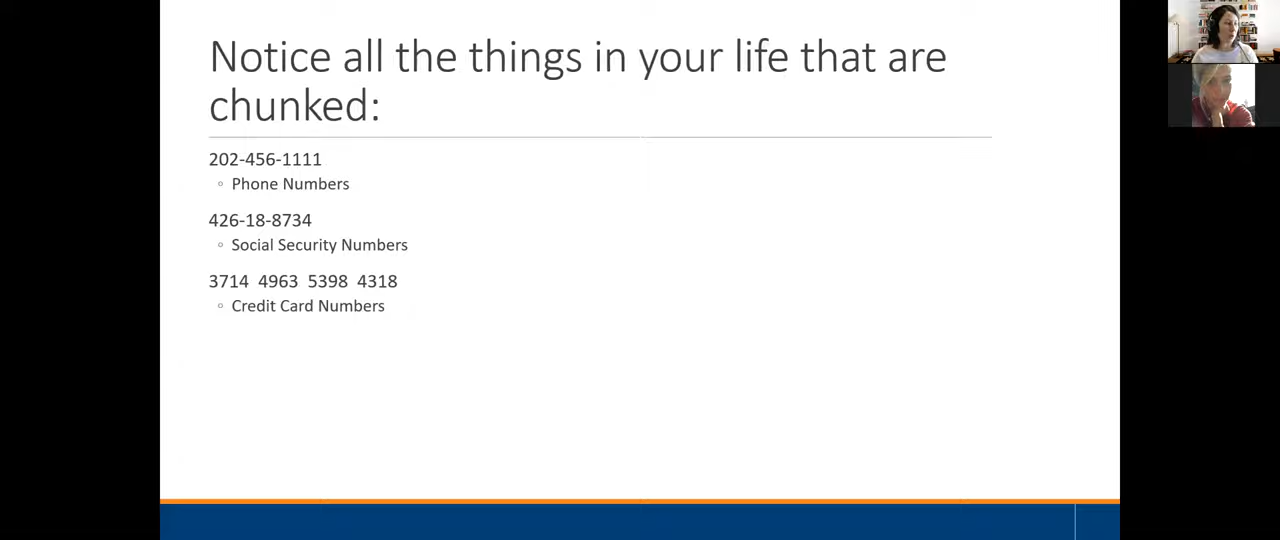 Notice all the things in your life that are
chunked:
202-456-1111
Phone Numbers
426-18-8734
Social Security Numbers
3714 4963 5398 4318
Credit Card Numbers